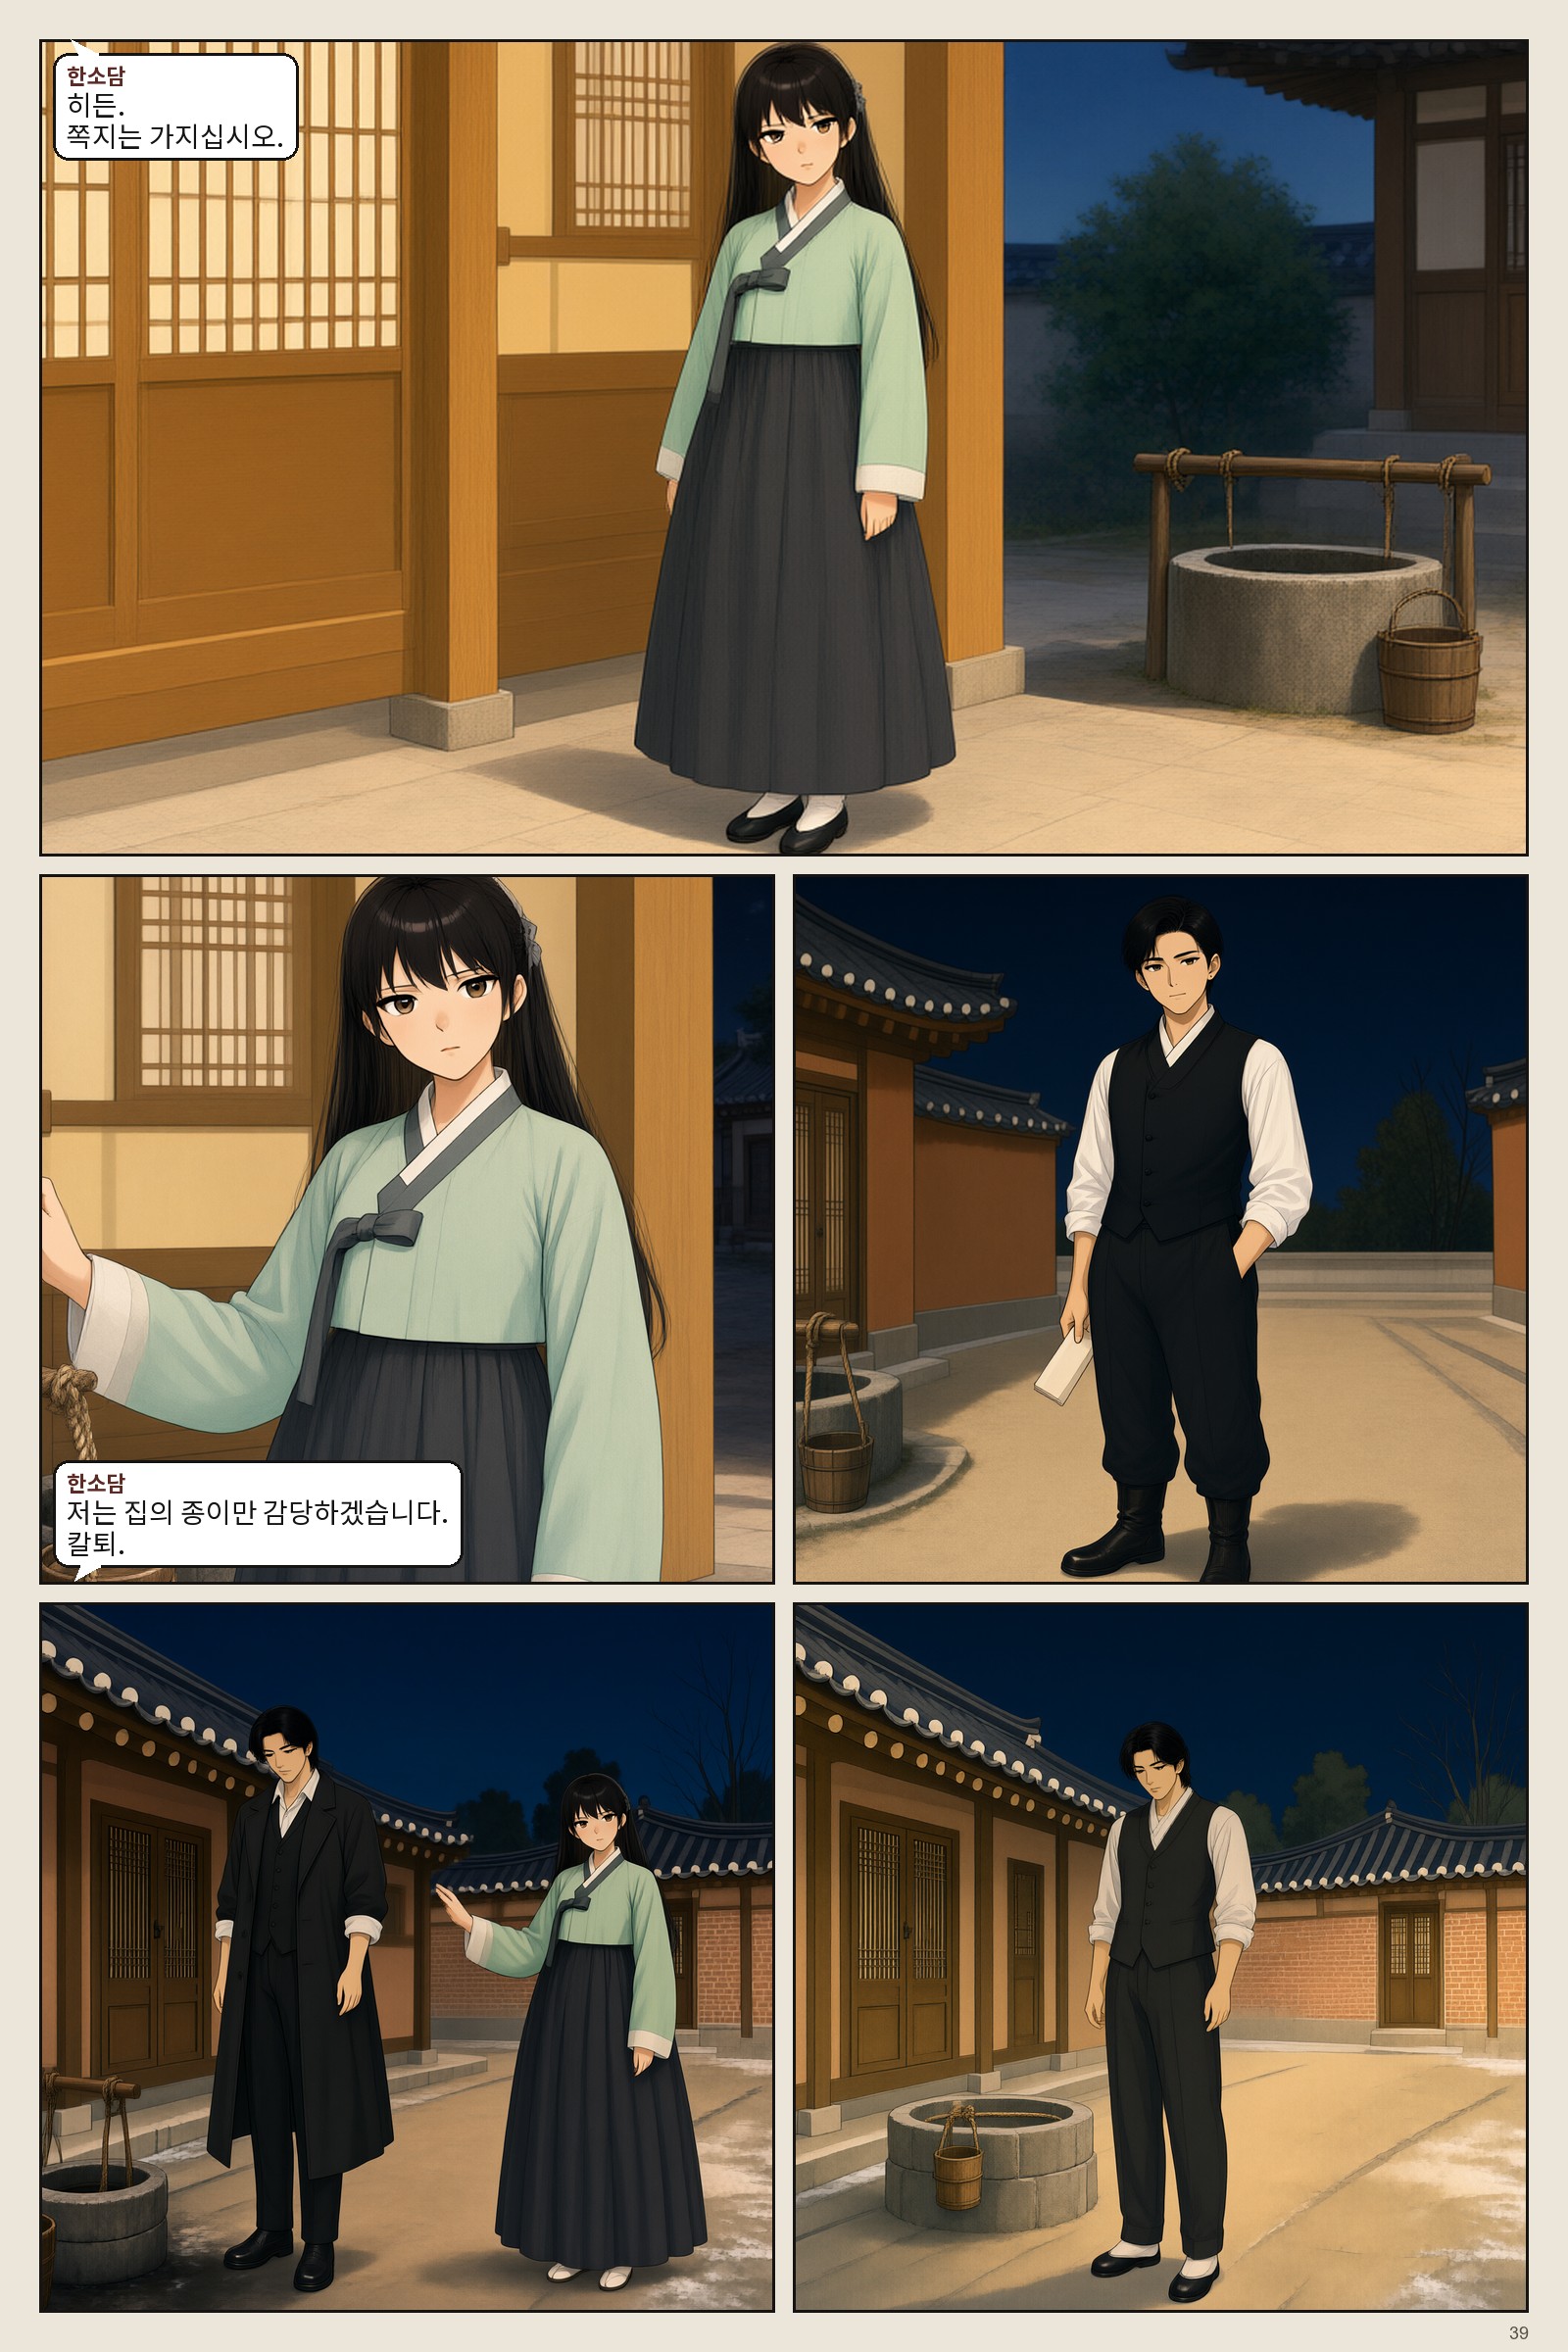 한소담
히든.
쪽지는 가지십시오.
한소담
저는 집의 종이만 감당하겠습니다.
칼퇴.
39